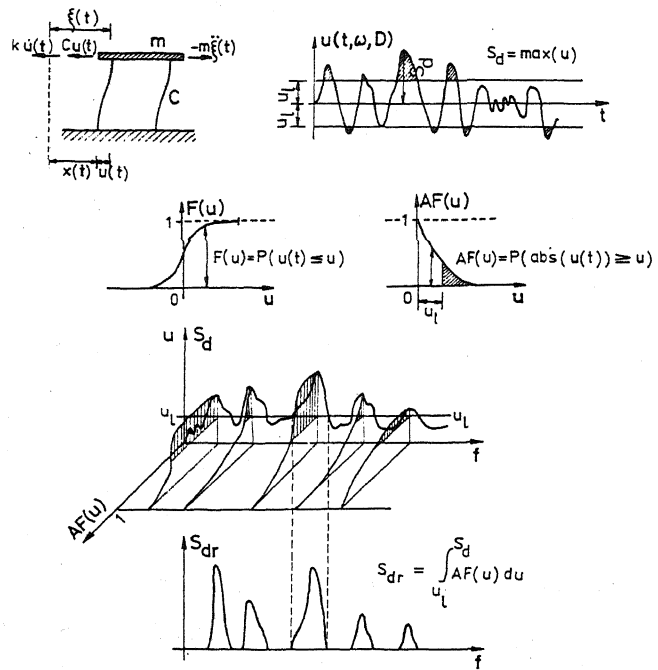 ξ(t)
m
k u̇(t)
Cu(t)
-mξ̈(t)
C
x(t)
u(t)
u(t,ω,D)
S_d = max(u)
S_d
u_l
u_l
t
F(u)
1
F(u)=P(u(t) ≤ u)
0
u
AF(u)
1
AF(u)=P(abs(u(t)) ≥ u)
0
u_l
u
u
S_d
u_l
u_l
f
AF(u)
1
S_dr
S_dr = ∫_{u_l}^{S_d} AF(u) du
f